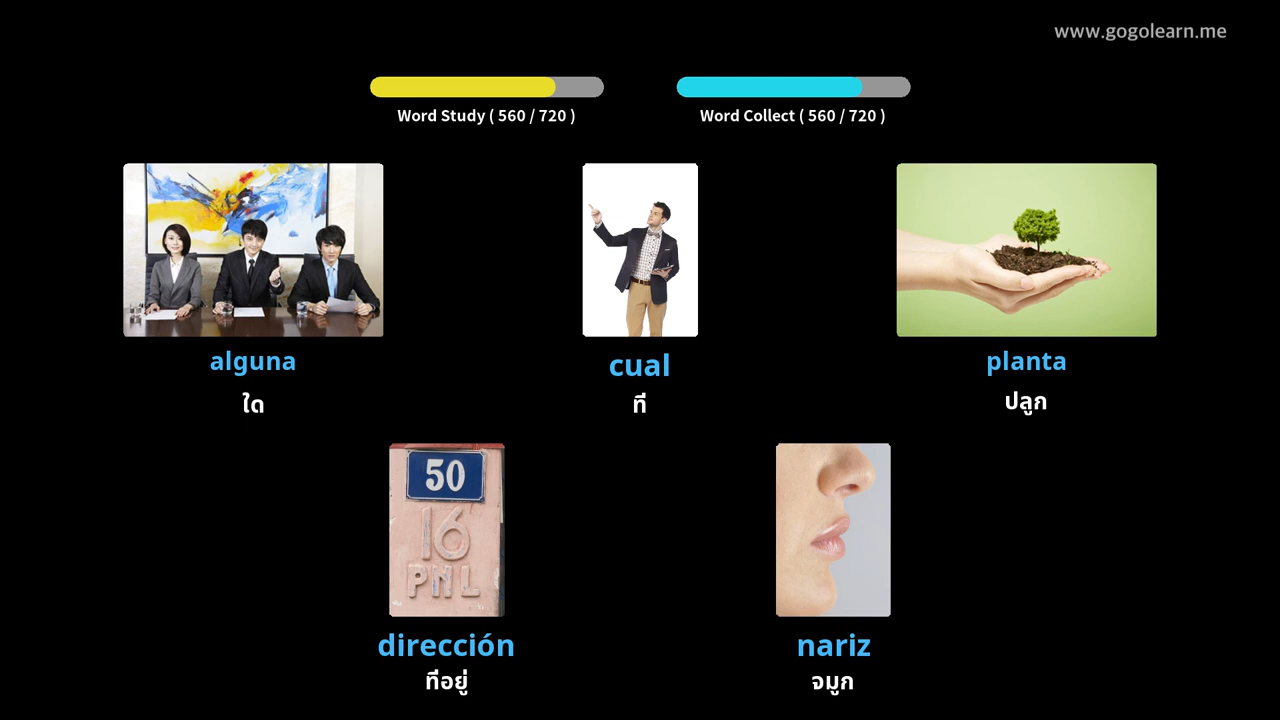 www.gogolearn.me
Word Study ( 560 / 720 )
Word Collect ( 560 / 720 )
alguna
ใด
cual
ที่
planta
ปลูก
50
16
PNL
dirección
ที่อยู่
nariz
จมูก